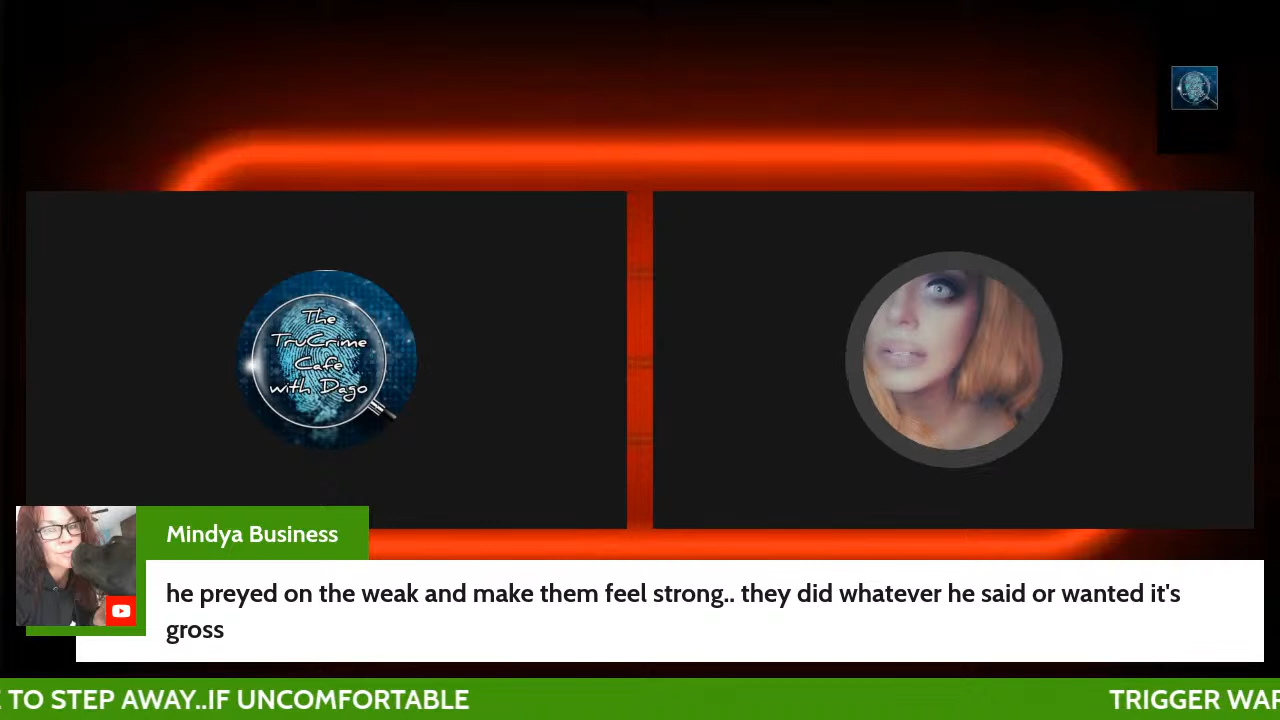 The
TruCrime
Cafe
with Dago
Mindya Business
he preyed on the weak and make them feel strong.. they did whatever he said or wanted it's
gross
TO STEP AWAY..IF UNCOMFORTABLE
TRIGGER